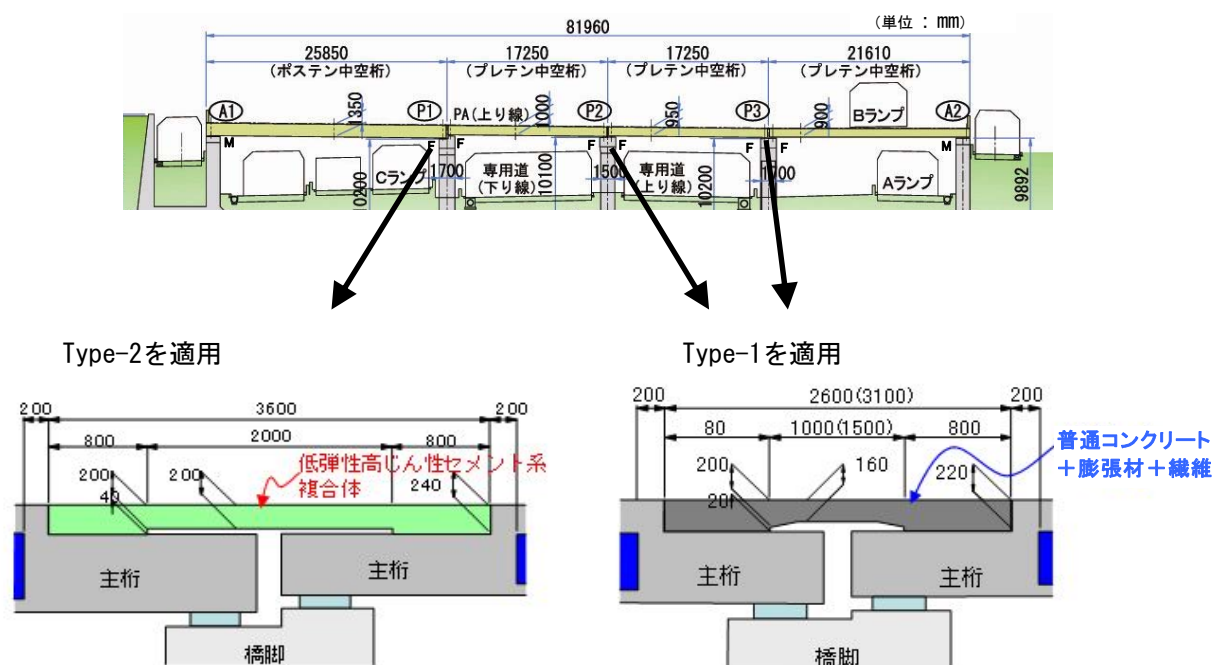 (単位 : mm)
81960
25850 17250 17250 21610
(ポステン中空桁) (プレテン中空桁) (プレテン中空桁) (プレテン中空桁)
Bランプ
A1 1350 P1 PA(上り線) 1000 P2 950 P3 900 A2
M F F F F F F M
Cランプ 1700 専用道 1500 専用道 1700 Aランプ
(下り線) (上り線)
0200 10100 10200 9892
Type-2を適用
200 3600 200
800 2000 800
200 200 240
40
低弾性高じん性セメント系
複合体
主桁 主桁
橋脚
Type-1を適用
200 2600(3100) 200
80 1000(1500) 800
200 160 220
20
普通コンクリート
+膨張材+繊維
主桁 主桁
橋脚